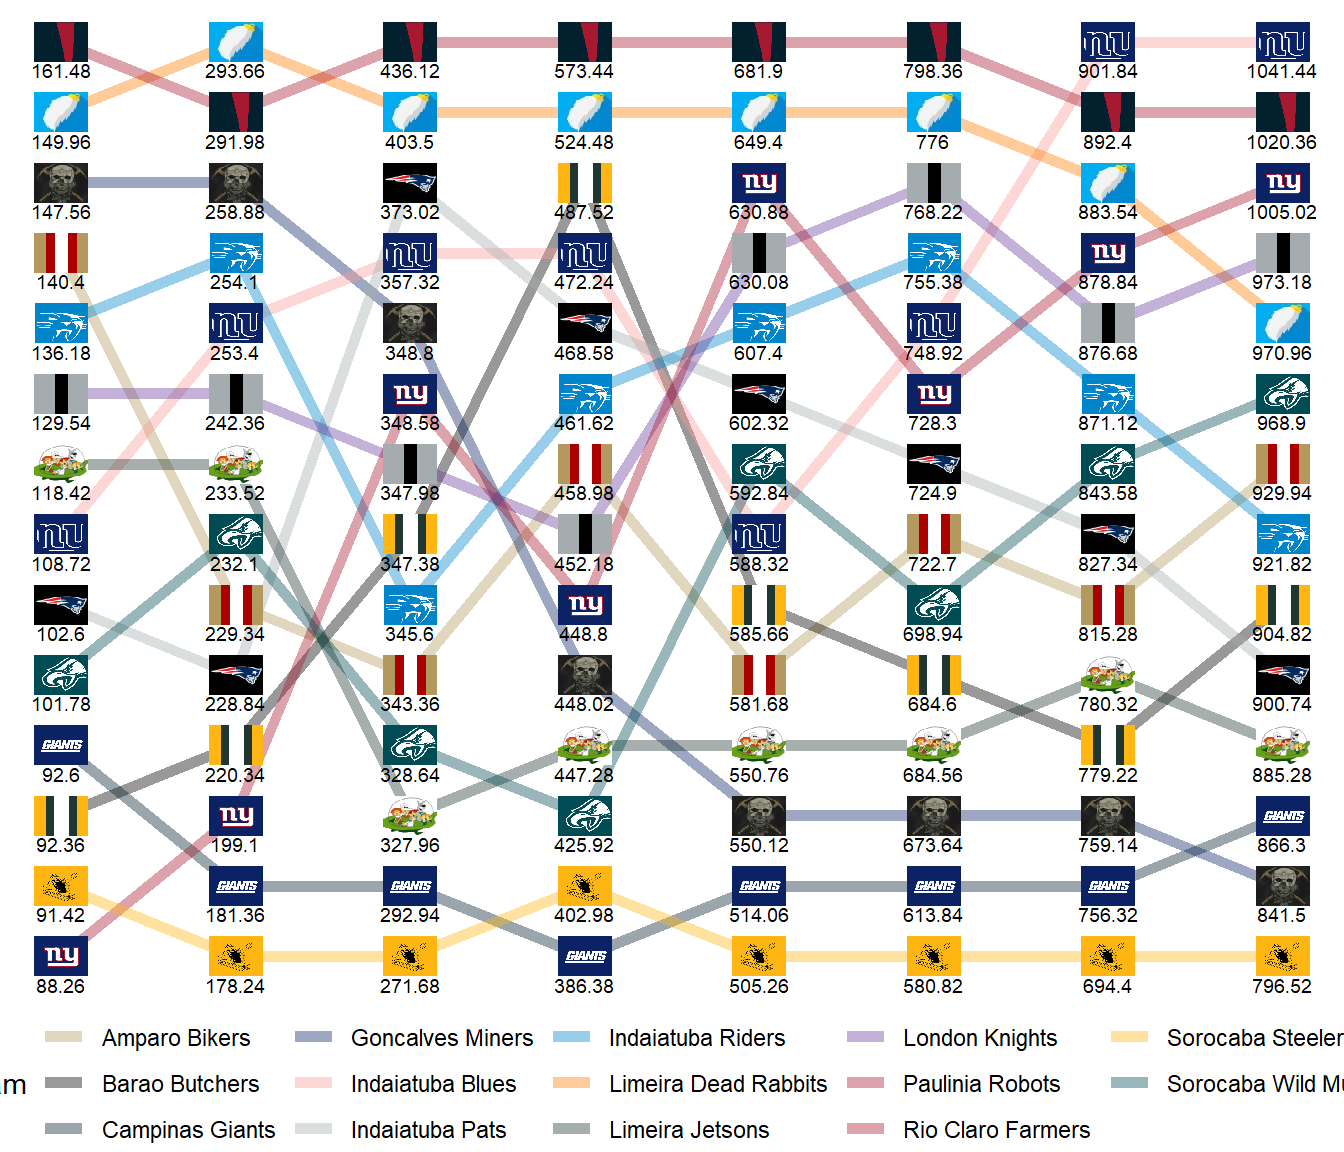 161.48 293.66 436.12 573.44 681.9 798.36 901.84 1041.44
149.96 291.98 403.5 524.48 649.4 776 892.4 1020.36
147.56 258.88 373.02 487.52 630.88 768.22 883.54 1005.02
140.4 254.1 357.32 472.24 630.08 755.38 878.84 973.18
136.18 253.4 348.8 468.58 607.4 748.92 876.68 970.96
129.54 242.36 348.58 461.62 602.32 728.3 871.12 968.9
118.42 233.52 347.98 458.98 592.84 724.9 843.58 929.94
108.72 232.1 347.38 452.18 588.32 722.7 827.34 921.82
102.6 229.34 345.6 448.8 585.66 698.94 815.28 904.82
101.78 228.84 343.36 448.02 581.68 684.6 780.32 900.74
92.6 220.34 328.64 447.28 550.76 684.56 779.22 885.28
92.36 199.1 327.96 425.92 550.12 673.64 759.14 866.3
91.42 181.36 292.94 402.98 514.06 613.84 756.32 841.5
88.26 178.24 271.68 386.38 505.26 580.82 694.4 796.52
Amparo Bikers Goncalves Miners Indaiatuba Riders London Knights Sorocaba Steeler
am Barao Butchers Indaiatuba Blues Limeira Dead Rabbits Paulinia Robots Sorocaba Wild Mu
Campinas Giants Indaiatuba Pats Limeira Jetsons Rio Claro Farmers